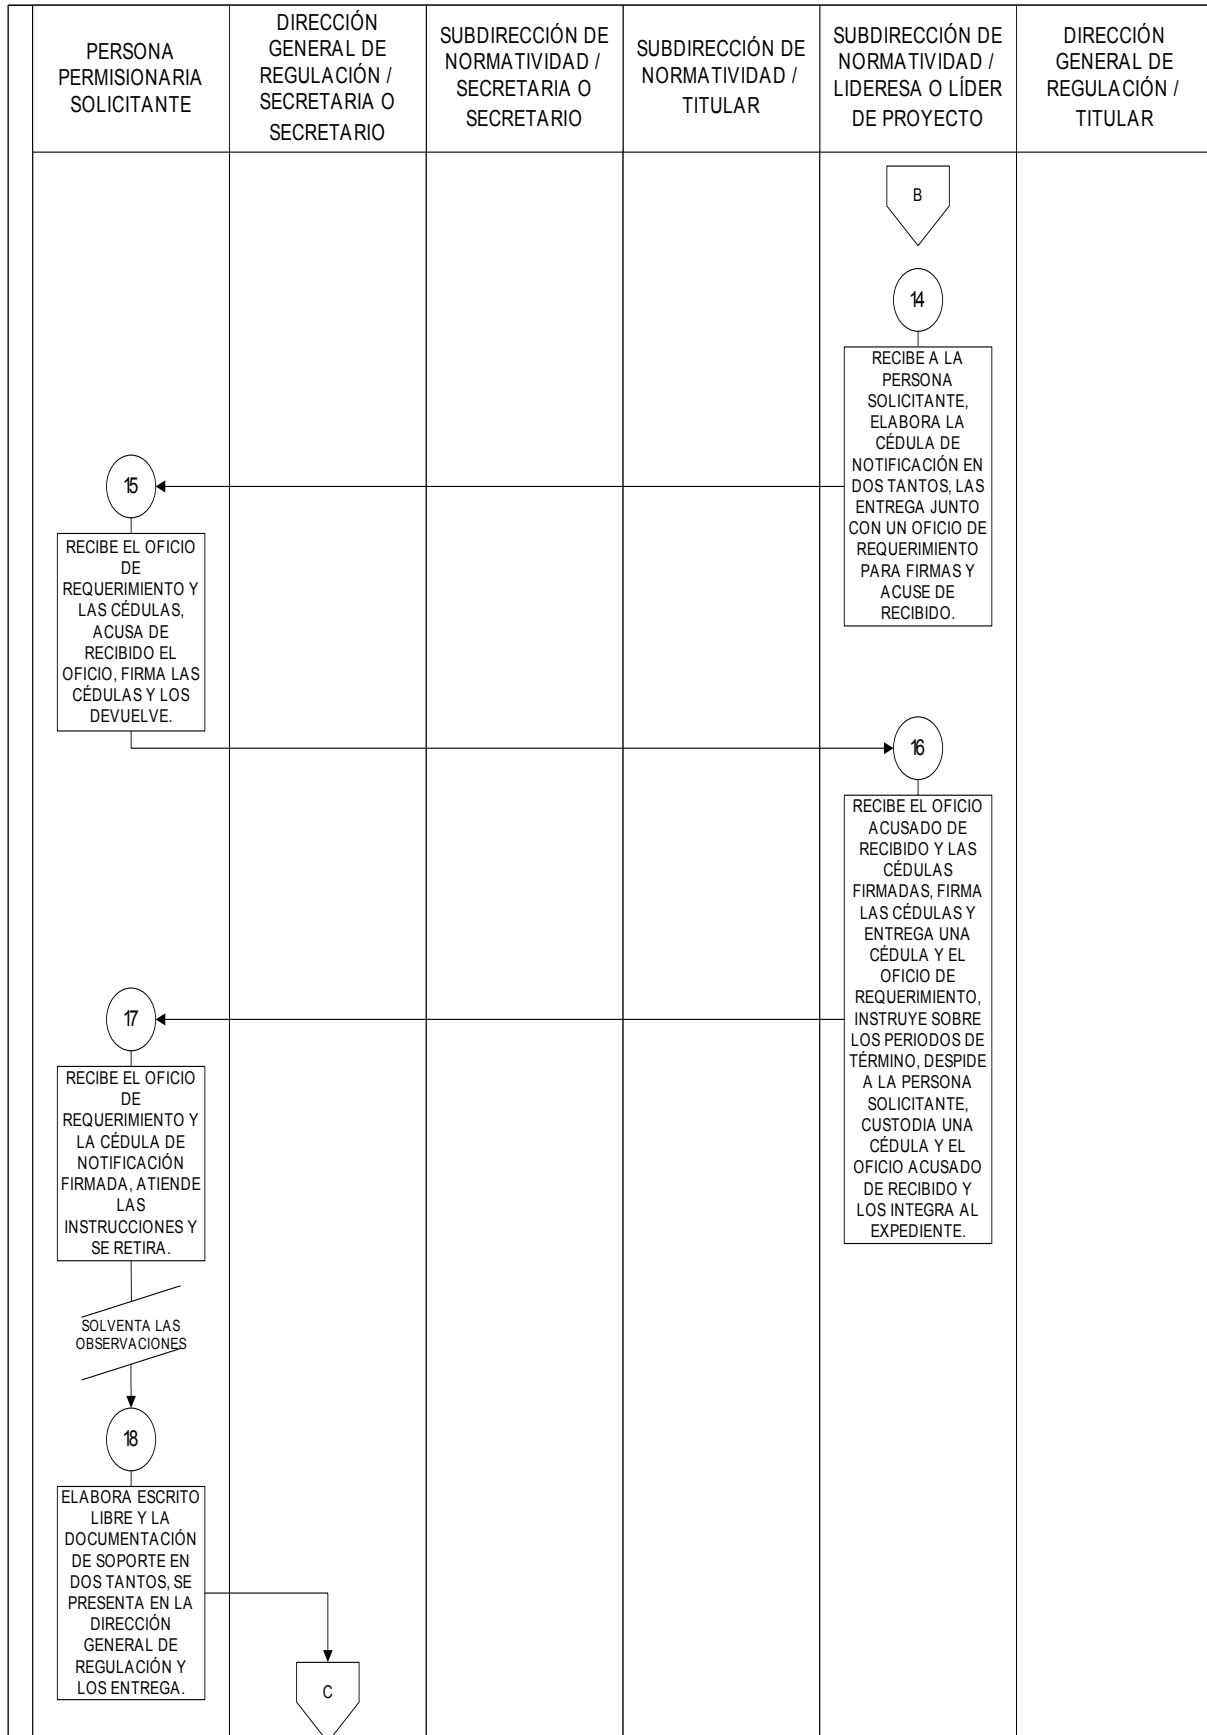 PERSONA
PERMISIONARIA
SOLICITANTE
DIRECCIÓN
GENERAL DE
REGULACIÓN /
SECRETARIA O
SECRETARIO
SUBDIRECCIÓN DE
NORMATIVIDAD /
SECRETARIA O
SECRETARIO
SUBDIRECCIÓN DE
NORMATIVIDAD /
TITULAR
SUBDIRECCIÓN DE
NORMATIVIDAD /
LIDERESA O LÍDER
DE PROYECTO
DIRECCIÓN
GENERAL DE
REGULACIÓN /
TITULAR
B
14
RECIBE A LA
PERSONA
SOLICITANTE,
ELABORA LA
CÉDULA DE
NOTIFICACIÓN EN
DOS TANTOS, LAS
ENTREGA JUNTO
CON UN OFICIO DE
REQUERIMIENTO
PARA FIRMAS Y
ACUSE DE
RECIBIDO.
15
RECIBE EL OFICIO
DE
REQUERIMIENTO Y
LAS CÉDULAS,
ACUSA DE
RECIBIDO EL
OFICIO, FIRMA LAS
CÉDULAS Y LOS
DEVUELVE.
16
RECIBE EL OFICIO
ACUSADO DE
RECIBIDO Y LAS
CÉDULAS
FIRMADAS, FIRMA
LAS CÉDULAS Y
ENTREGA UNA
CÉDULA Y EL
OFICIO DE
REQUERIMIENTO,
INSTRUYE SOBRE
LOS PERIODOS DE
TÉRMINO, DESPIDE
A LA PERSONA
SOLICITANTE,
CUSTODIA UNA
CÉDULA Y EL
OFICIO ACUSADO
DE RECIBIDO Y
LOS INTEGRA AL
EXPEDIENTE.
17
RECIBE EL OFICIO
DE
REQUERIMIENTO Y
LA CÉDULA DE
NOTIFICACIÓN
FIRMADA, ATIENDE
LAS
INSTRUCCIONES Y
SE RETIRA.
SOLVENTA LAS
OBSERVACIONES
18
ELABORA ESCRITO
LIBRE Y LA
DOCUMENTACIÓN
DE SOPORTE EN
DOS TANTOS, SE
PRESENTA EN LA
DIRECCIÓN
GENERAL DE
REGULACIÓN Y
LOS ENTREGA.
C